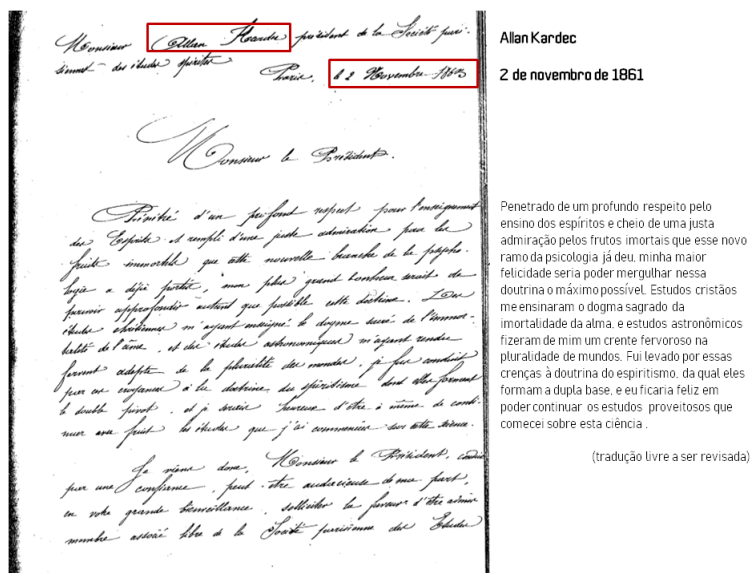 Monsieur Allan Kardec président de la Société pari-
sienne des études spirites
Paris, le 2 Novembre
Monsieur le Président.
Pénétré d'un profond respect pour l'enseignement
des Esprits et rempli d'une juste admiration pour les
fruits immortels que cette nouvelle branche de la psycho-
logie a déjà portés, mon plus grand bonheur serait de
pouvoir approfondir autant que possible cette doctrine. Des
études chrétiennes m'ayant enseigné le dogme sacré de l'immor-
talité de l'âme, et des études astronomiques m'ayant rendu
fervent adepte de la pluralité des mondes, je fus conduit
par ces croyances à la doctrine du spiritisme dont elles forment
le double pivot, et je serais heureux d'être à même de conti-
nuer avec fruit les études que j'ai commencées sur cette science.
Je viens donc, Monsieur le Président, conduit
par une confiance peut-être audacieuse de ma part,
en votre grande bienveillance, solliciter la faveur d'être admis
membre associé libre de la Société parisienne des Etudes
Allan Kardec
2 de novembro de 1861
Penetrado de um profundo respeito pelo
ensino dos espíritos e cheio de uma justa
admiração pelos frutos imortais que esse novo
ramo da psicologia já deu, minha maior
felicidade seria poder mergulhar nessa
doutrina o máximo possível. Estudos cristãos
me ensinaram o dogma sagrado da
imortalidade da alma, e estudos astronômicos
fizeram de mim um crente fervoroso na
pluralidade de mundos. Fui levado por essas
crenças à doutrina do espiritismo, da qual eles
formam a dupla base, e eu ficaria feliz em
poder continuar os estudos proveitosos que
comecei sobre esta ciência .
(tradução livre a ser revisada)